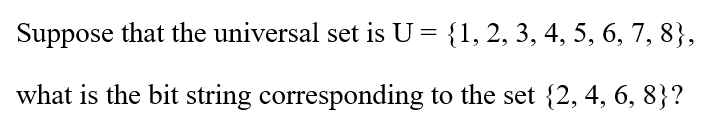 Suppose that the universal set is U = {1, 2, 3, 4, 5, 6, 7, 8},
what is the bit string corresponding to the set {2, 4, 6, 8}?